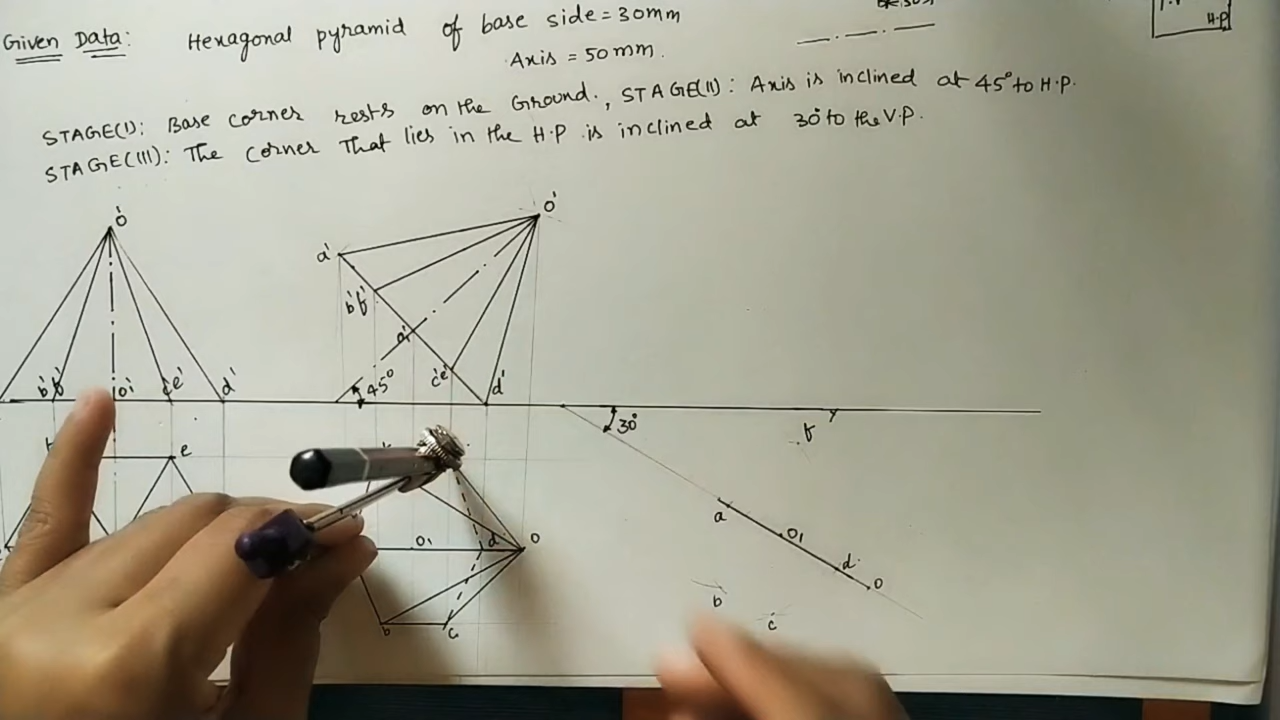 Given Data: Hexagonal pyramid of base side = 30mm
Axis = 50mm.
H.P
STAGE(I): Base corner rests on the Ground., STAGE(II): Axis is inclined at 45° to H.P.
STAGE(III): The corner that lies in the H.P is inclined at 30° to the V.P.
o'
o'
a'
b'f'
o'
c'e'
d'
45°
b'f'
o'
c'e'
d'
30°
y
f
e
a
o₁
d
o
o₁
d
o
b
c
b
c